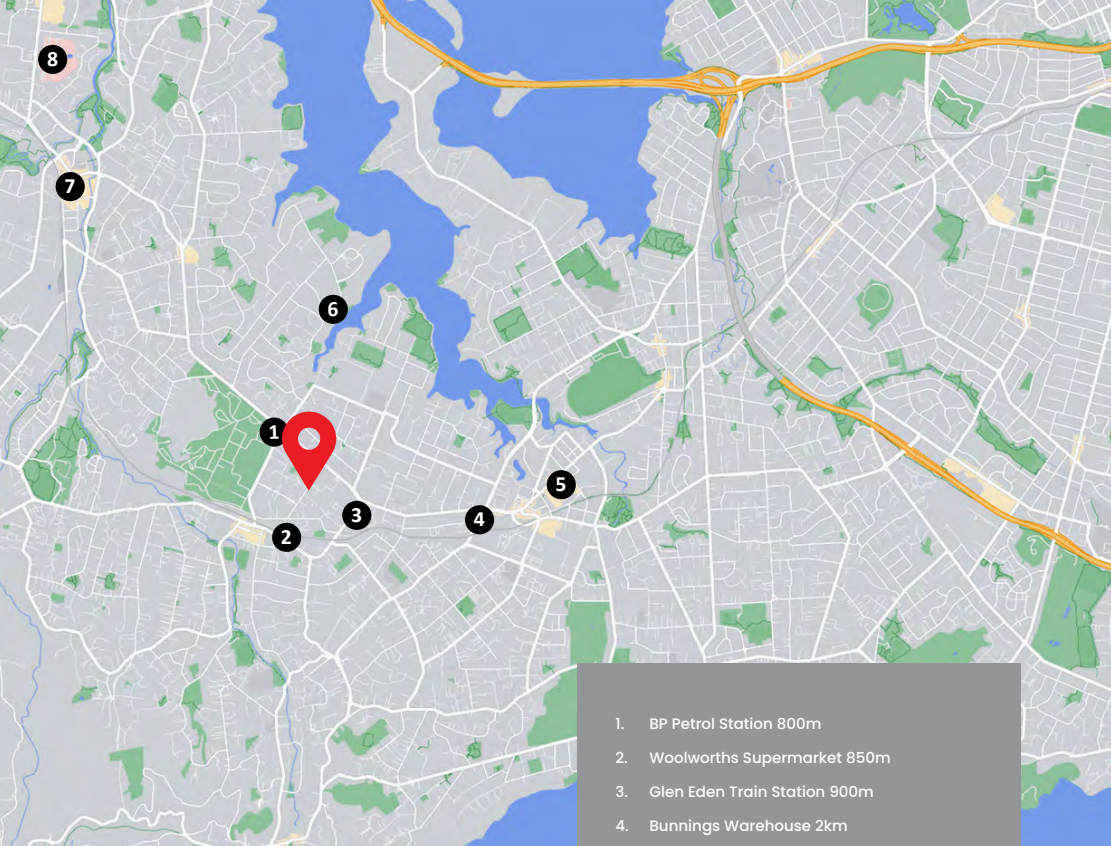 8
7
6
1
5
3
4
2
1. BP Petrol Station 800m
2. Woolworths Supermarket 850m
3. Glen Eden Train Station 900m
4. Bunnings Warehouse 2km